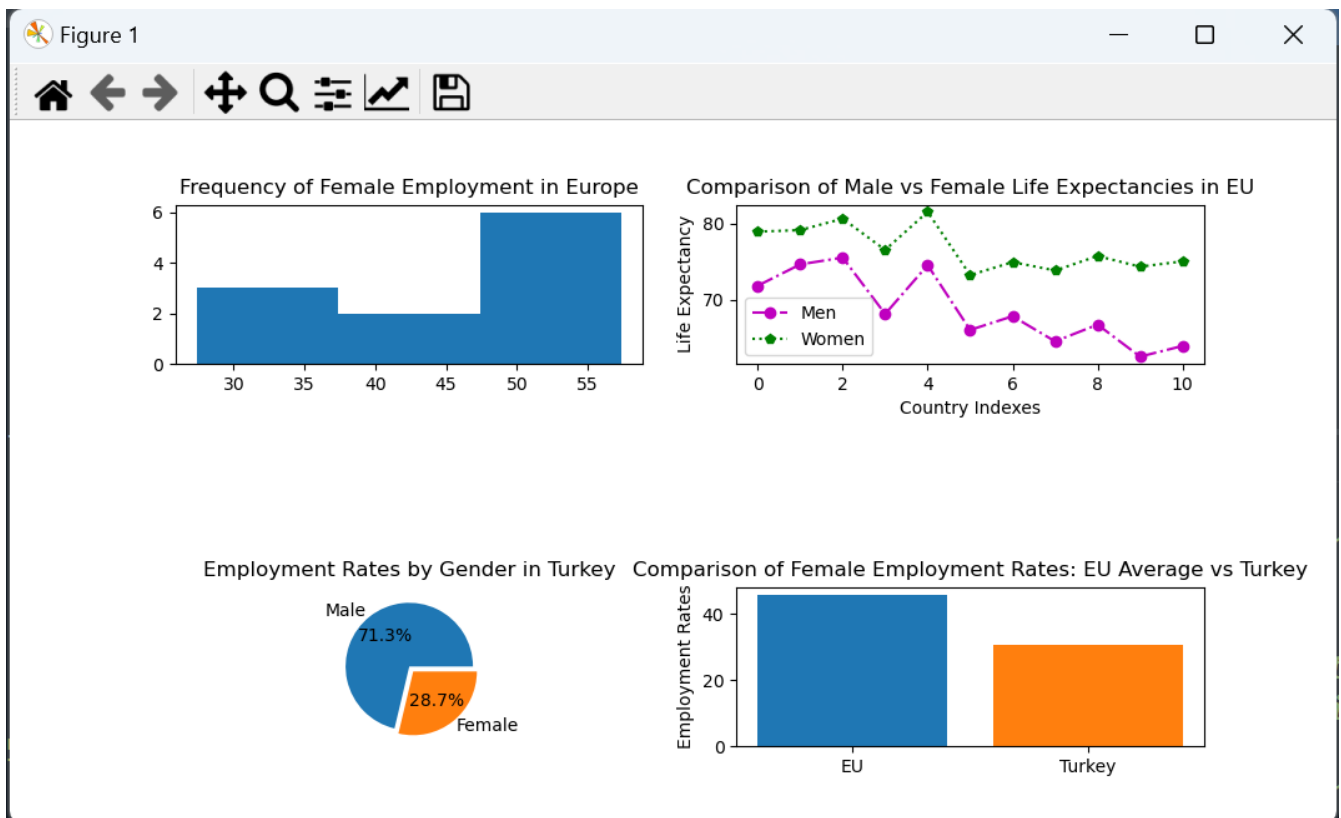 Figure 1
Frequency of Female Employment in Europe
6
4
2
0
30 35 40 45 50 55
Comparison of Male vs Female Life Expectancies in EU
Life Expectancy
80
70
Men
Women
0 2 4 6 8 10
Country Indexes
Employment Rates by Gender in Turkey
Male
71.3%
28.7%
Female
Comparison of Female Employment Rates: EU Average vs Turkey
Employment Rates
40
20
0
EU Turkey